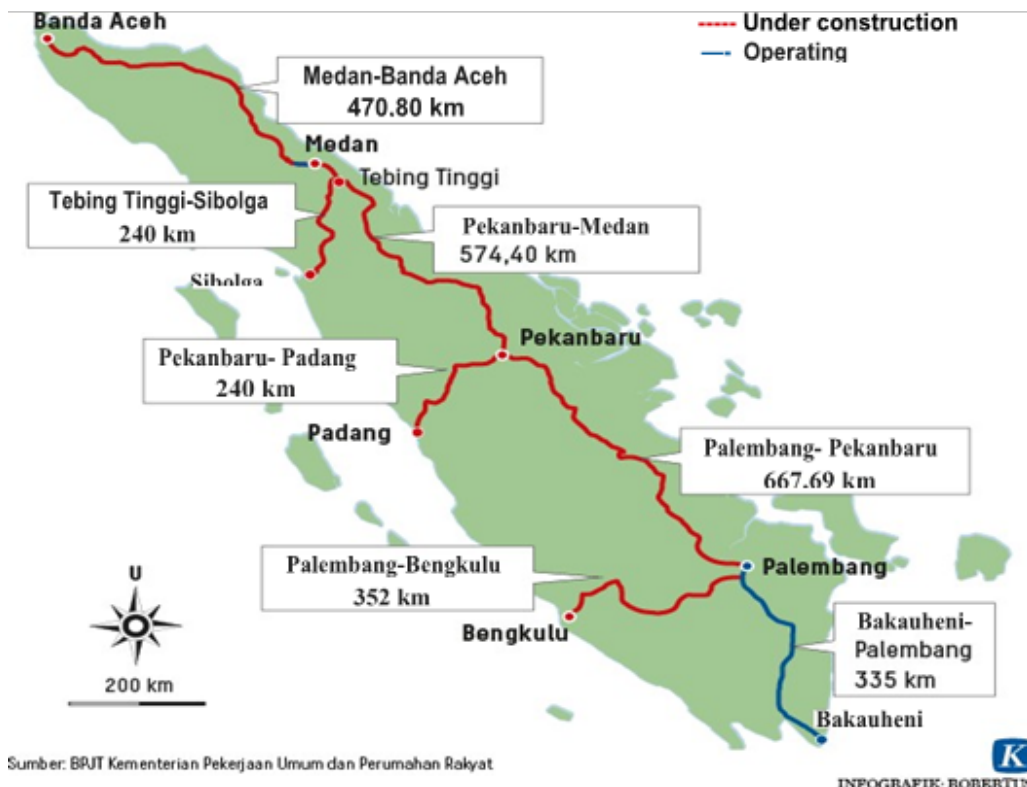 Banda Aceh
Under construction
Operating
Medan-Banda Aceh
470.80 km
Medan
Tebing Tinggi
Tebing Tinggi-Sibolga
240 km
Pekanbaru-Medan
574,40 km
Sibolga
Pekanbaru
Pekanbaru- Padang
240 km
Padang
Palembang- Pekanbaru
667.69 km
Palembang-Bengkulu
352 km
Palembang
Bengkulu
Bakauheni-
Palembang
335 km
Bakauheni
U
200 km
Sumber: BPJT Kementerian Pekerjaan Umum dan Perumahan Rakyat
K
INFOGRAFIK: